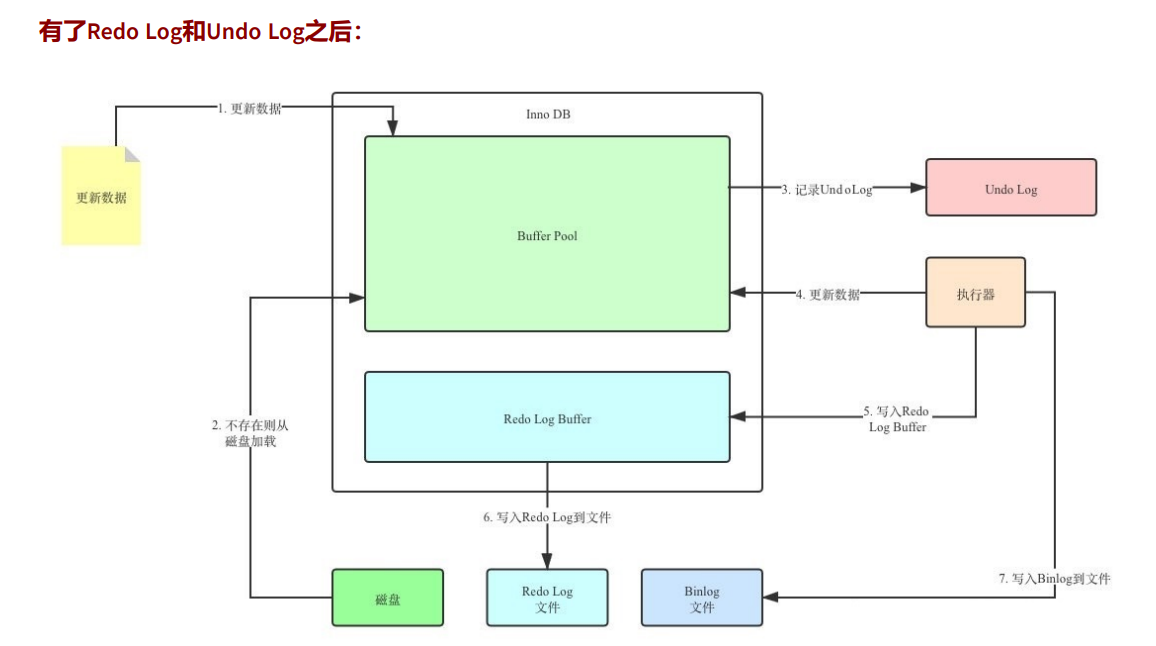 有了Redo Log和Undo Log之后：
1. 更新数据
Inno DB
更新数据
Buffer Pool
3. 记录UndoLog
Undo Log
4. 更新数据
执行器
2. 不存在则从
磁盘加载
Redo Log Buffer
5. 写入Redo
Log Buffer
6. 写入Redo Log到文件
7. 写入Binlog到文件
磁盘
Redo Log
文件
Binlog
文件